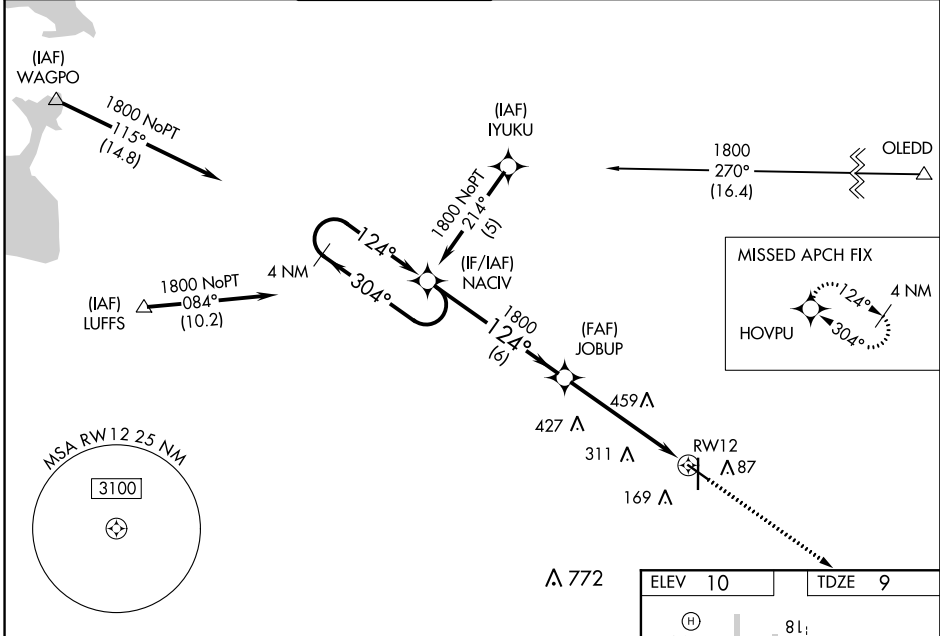 (IAF)
WAGPO
1800 NoPT
115°
(14.8)
(IAF)
IYUKU
1800 NoPT
214°
(5)
1800
270°
(16.4)
OLEDD
MISSED APCH FIX
124°
4 NM
HOVPU
304°
124°
4 NM
304°
(IF/IAF)
NACIV
(IAF)
LUFFS
1800 NoPT
084°
(10.2)
1800
124°
(6)
(FAF)
JOBUP
459
427
311
RW12
87
169
MSA RW12 25 NM
3100
772
ELEV 10
TDZE 9
H
18